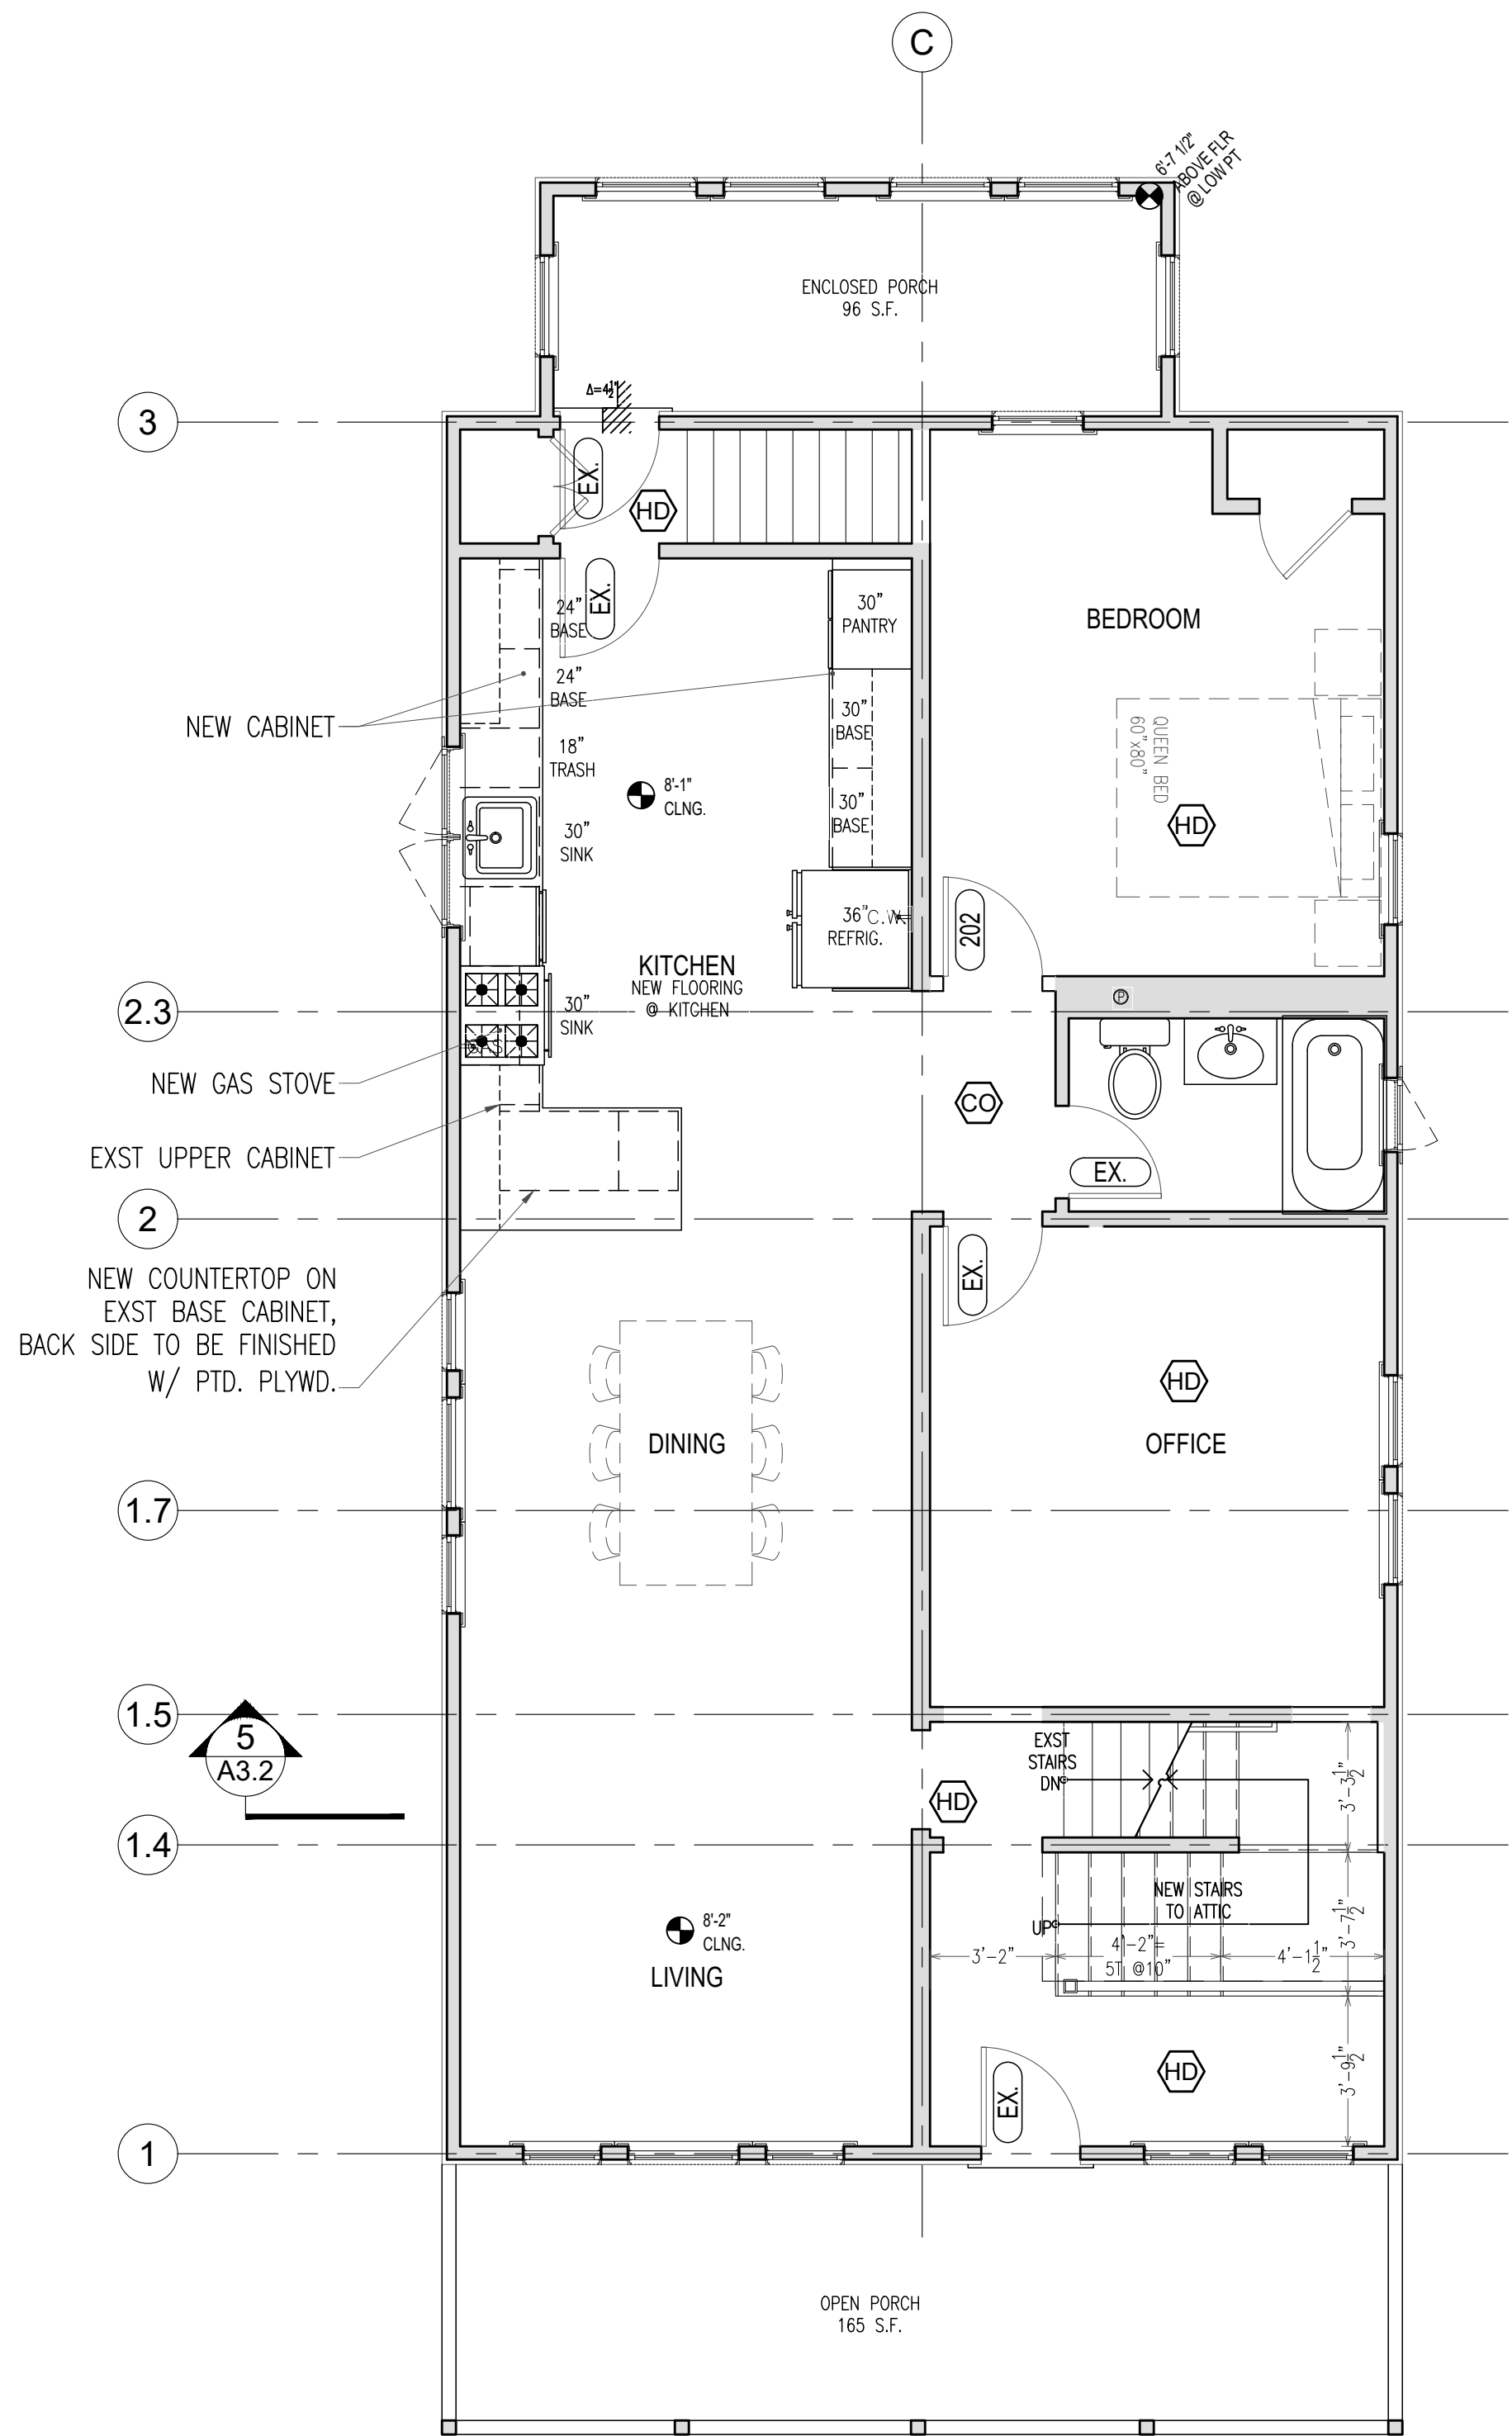 C
6'-7 1/2"
ABOVE FLR
@ LOW PT
ENCLOSED PORCH
96 S.F.
Δ=4½"
3
EX.
HD
EX.
24"
BASE
30"
PANTRY
BEDROOM
24"
BASE
NEW CABINET
30"
BASE
QUEEN BED
60"x80"
18"
TRASH
8'-1"
CLNG.
30"
BASE
HD
30"
SINK
36"
REFRIG.
C.W.
202
KITCHEN
NEW FLOORING
@ KITCHEN
P
2.3
30"
SINK
GAS
NEW GAS STOVE
CO
EXST UPPER CABINET
EX.
2
EX.
NEW COUNTERTOP ON
EXST BASE CABINET,
BACK SIDE TO BE FINISHED
W/ PTD. PLYWD.
HD
DINING
OFFICE
1.7
1.5
5
A3.2
EXST
STAIRS
DN
3'-3½"
HD
1.4
NEW STAIRS
TO ATTIC
UP
3'-7½"
8'-2"
CLNG.
3'-2"
4'-2"=
5T @10"
4'-1½"
LIVING
HD
3'-9½"
EX.
1
OPEN PORCH
165 S.F.